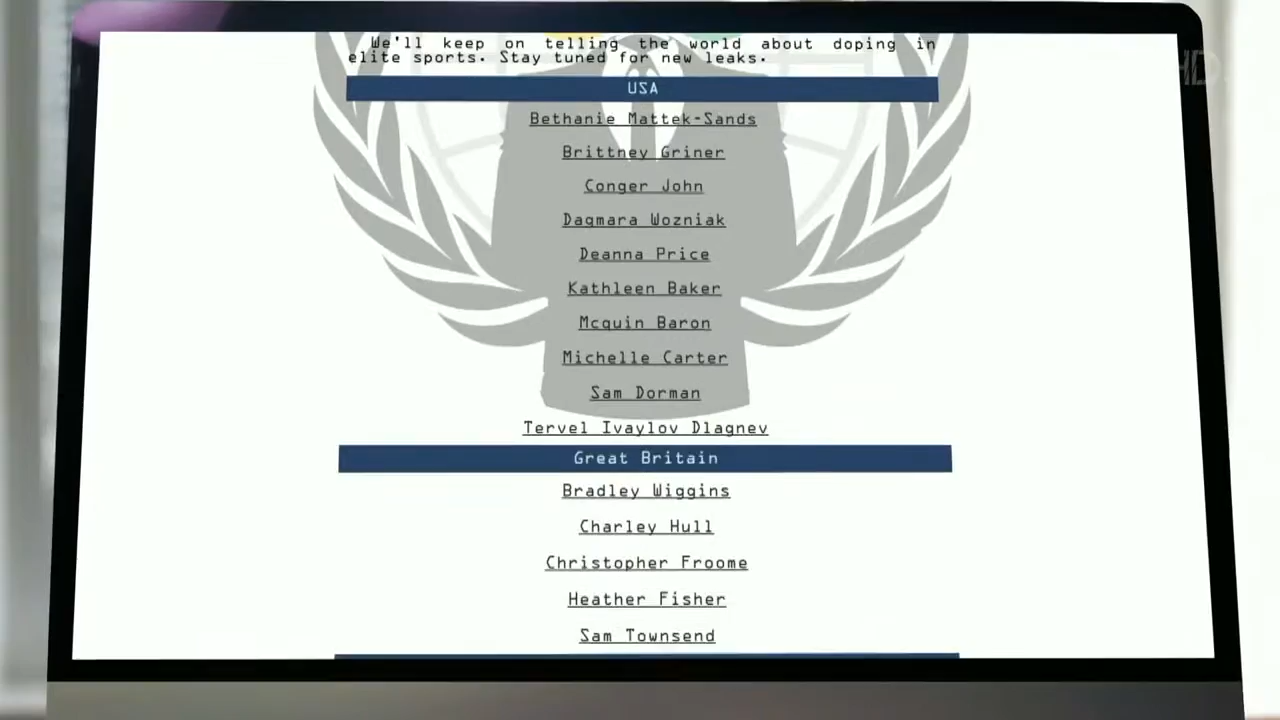 We'll keep on telling the world about doping in
elite sports. Stay tuned for new leaks.
USA
Bethanie Mattek-Sands
Brittney Griner
Conger John
Dagmara Wozniak
Deanna Price
Kathleen Baker
Mcquin Baron
Michelle Carter
Sam Dorman
Tervel Ivaylov Dlagnev
Great Britain
Bradley Wiggins
Charley Hull
Christopher Froome
Heather Fisher
Sam Townsend
HD